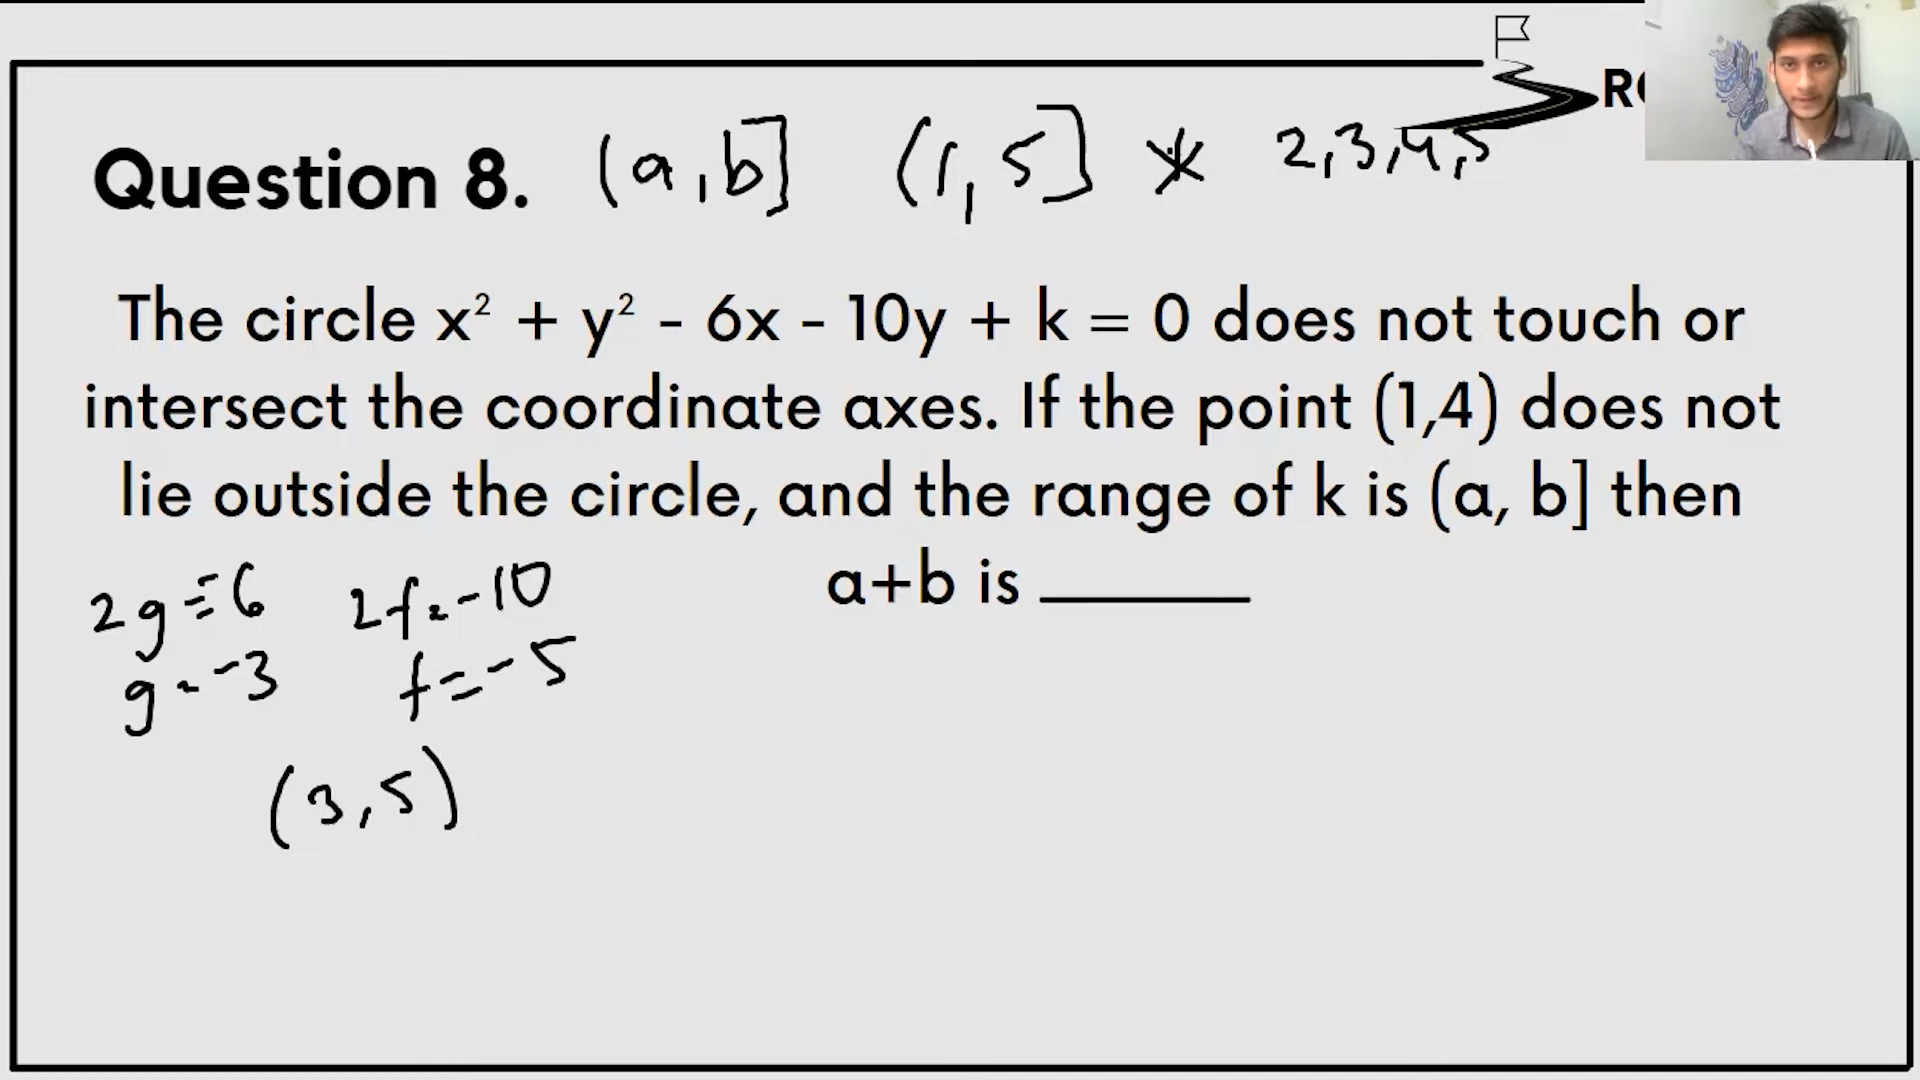 RO
Question 8. (a,b] (1,5] * 2,3,4,5
The circle x² + y² - 6x - 10y + k = 0 does not touch or
intersect the coordinate axes. If the point (1,4) does not
lie outside the circle, and the range of k is (a, b] then
a+b is ______
2g = -6 2f = -10
g = -3 f = -5
(3,5)